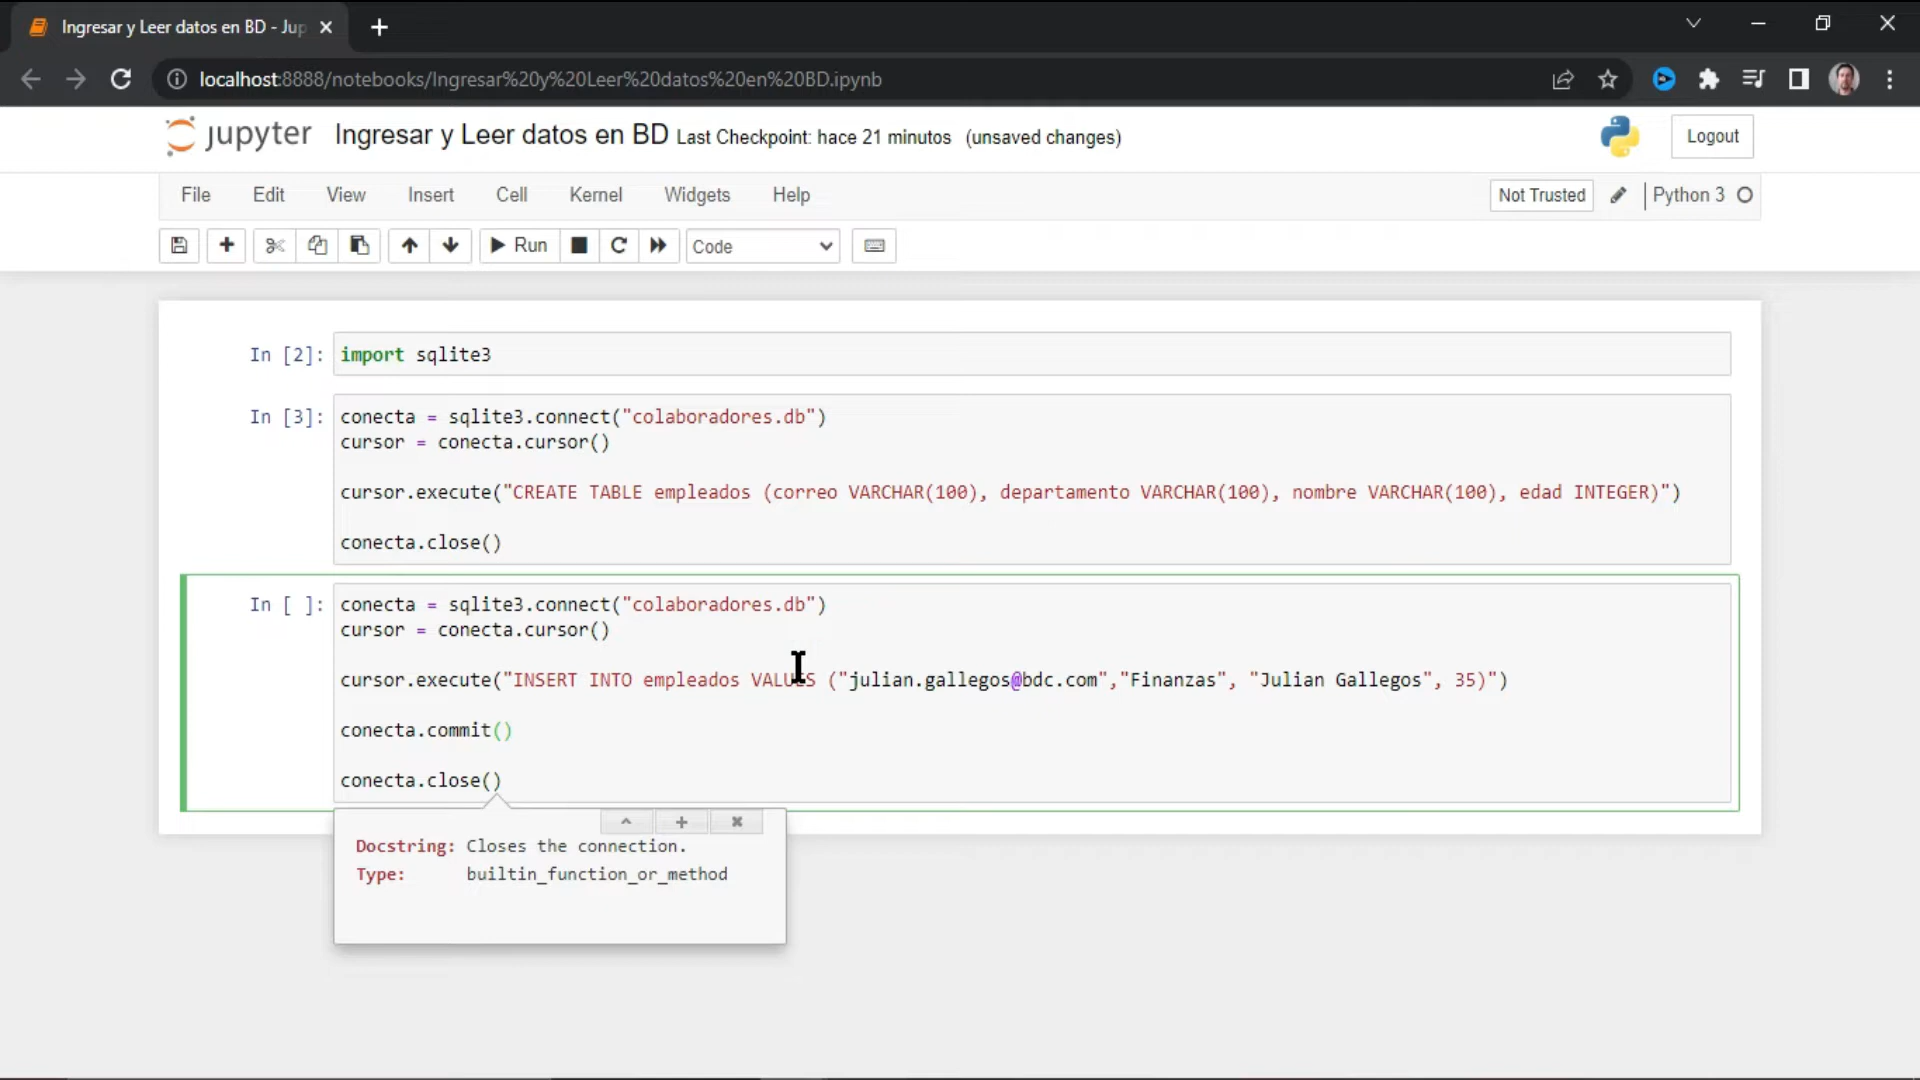 Ingresar y Leer datos en BD - Jup
localhost:8888/notebooks/Ingresar%20y%20Leer%20datos%20en%20BD.ipynb
jupyter Ingresar y Leer datos en BD Last Checkpoint: hace 21 minutos (unsaved changes)
Logout
File Edit View Insert Cell Kernel Widgets Help
Not Trusted Python 3
Run Code
In [2]: import sqlite3
In [3]: conecta = sqlite3.connect("colaboradores.db")
cursor = conecta.cursor()
cursor.execute("CREATE TABLE empleados (correo VARCHAR(100), departamento VARCHAR(100), nombre VARCHAR(100), edad INTEGER)")
conecta.close()
In [ ]: conecta = sqlite3.connect("colaboradores.db")
cursor = conecta.cursor()
cursor.execute("INSERT INTO empleados VALUES ("julian.gallegos@bdc.com","Finanzas", "Julian Gallegos", 35)")
conecta.commit()
conecta.close()
Docstring: Closes the connection.
Type: builtin_function_or_method